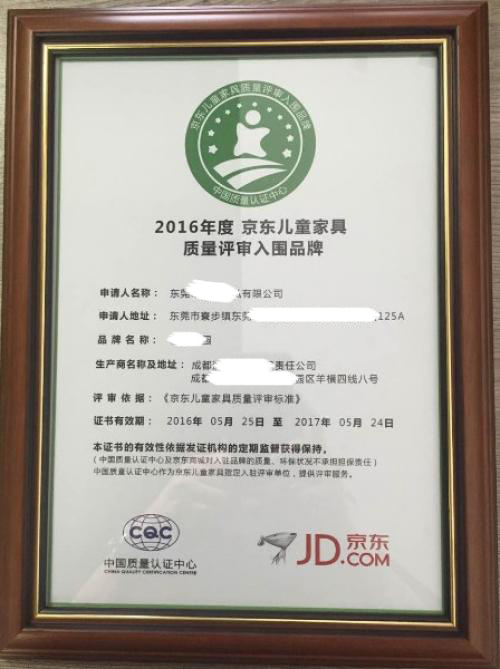 京东儿童家具质量评审入围品牌
中国质量认证中心
2016年度 京东儿童家具
质量评审入围品牌
申请人名称： 东莞 有限公司
申请人地址： 东莞市寮步镇东莞 125A
品牌名称： 园
生产商名称及地址： 成都 责任公司
成都 园区羊横四线八号
评审依据：《京东儿童家具质量评审标准》
证书有效期： 2016年 05月 25日至 2017年 05月 24日
本证书的有效性依据发证机构的定期监督获得保持。
（中国质量认证中心及京东商城对入驻品牌的质量、环保状况不承担担保责任）
中国质量认证中心作为京东儿童家具指定入驻评审单位，提供评审服务。
CQC
中国质量认证中心
CHINA QUALITY CERTIFICATION CENTRE
JD.京东
.COM